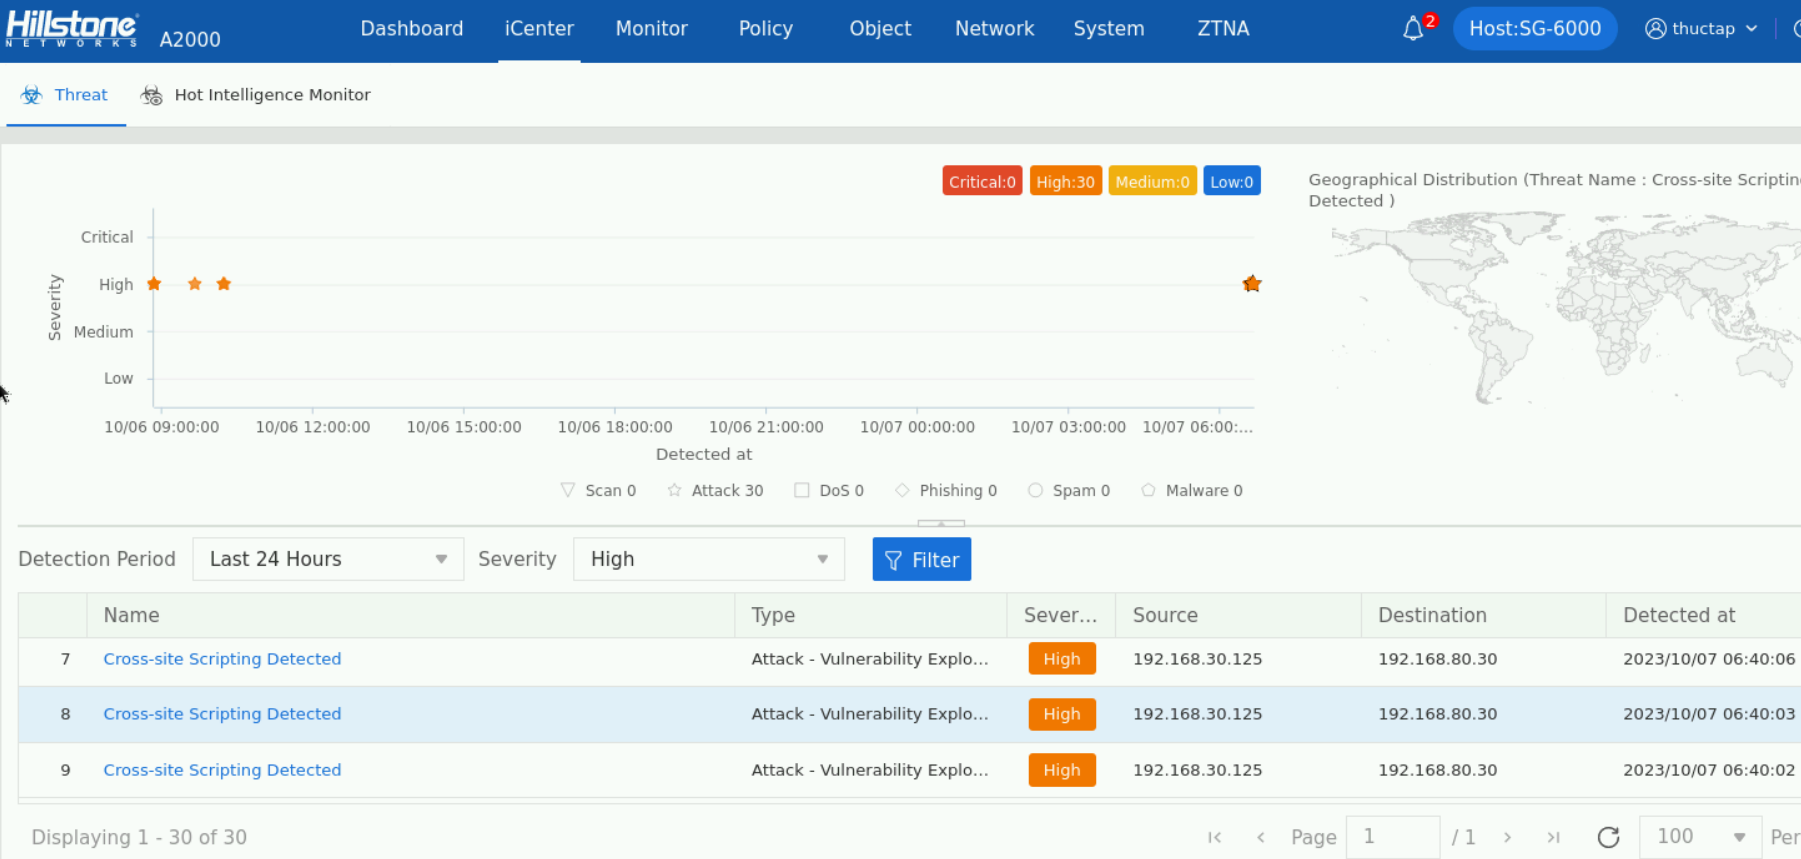 Hillstone
NETWORKS
A2000
Dashboard iCenter Monitor Policy Object Network System ZTNA
2
Host:SG-6000
thuctap
Threat Hot Intelligence Monitor
Critical:0 High:30 Medium:0 Low:0
Geographical Distribution (Threat Name : Cross-site Scriptin
Detected )
Severity
Critical
High
Medium
Low
10/06 09:00:00 10/06 12:00:00 10/06 15:00:00 10/06 18:00:00 10/06 21:00:00 10/07 00:00:00 10/07 03:00:00 10/07 06:00:...
Detected at
Scan 0 Attack 30 DoS 0 Phishing 0 Spam 0 Malware 0
Detection Period Last 24 Hours Severity High Filter
Name Type Sever... Source Destination Detected at
7 Cross-site Scripting Detected Attack - Vulnerability Explo... High 192.168.30.125 192.168.80.30 2023/10/07 06:40:06
8 Cross-site Scripting Detected Attack - Vulnerability Explo... High 192.168.30.125 192.168.80.30 2023/10/07 06:40:03
9 Cross-site Scripting Detected Attack - Vulnerability Explo... High 192.168.30.125 192.168.80.30 2023/10/07 06:40:02
Displaying 1 - 30 of 30 Page 1 / 1 100 Per